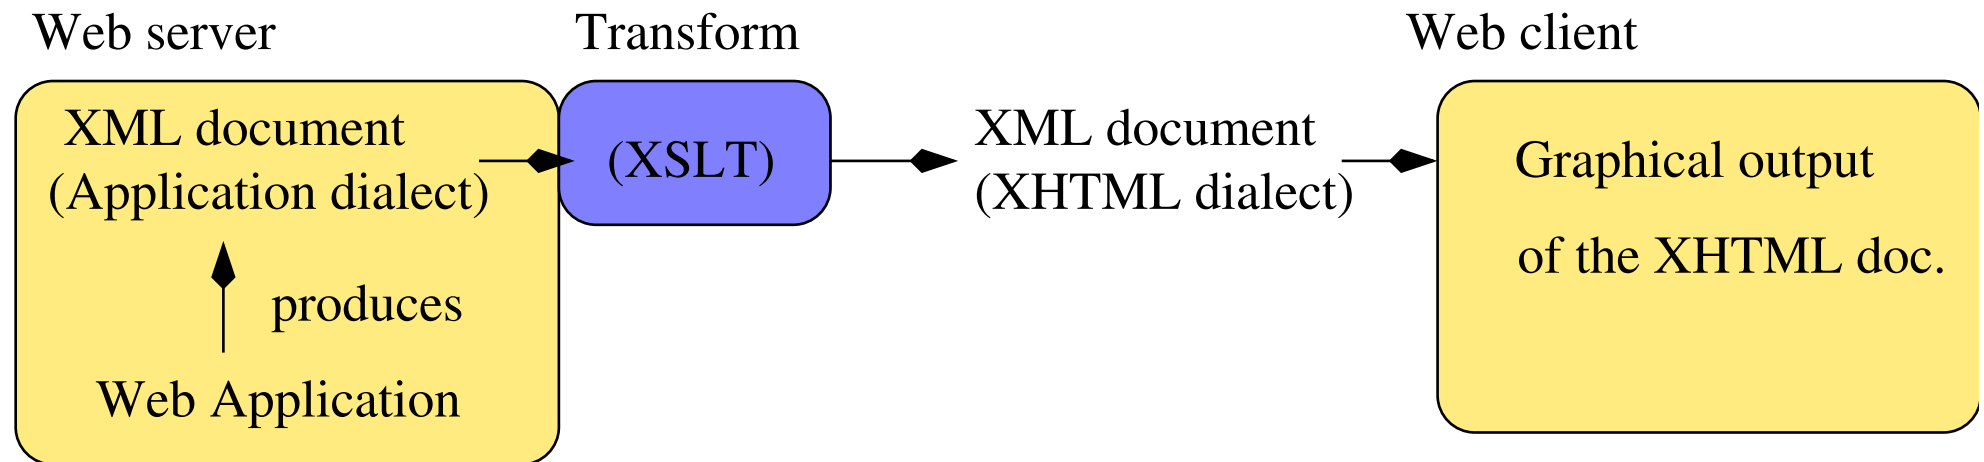 Web server
Transform
Web client
XML document
(Application dialect)
produces
Web Application
(XSLT)
XML document
(XHTML dialect)
Graphical output
of the XHTML doc.